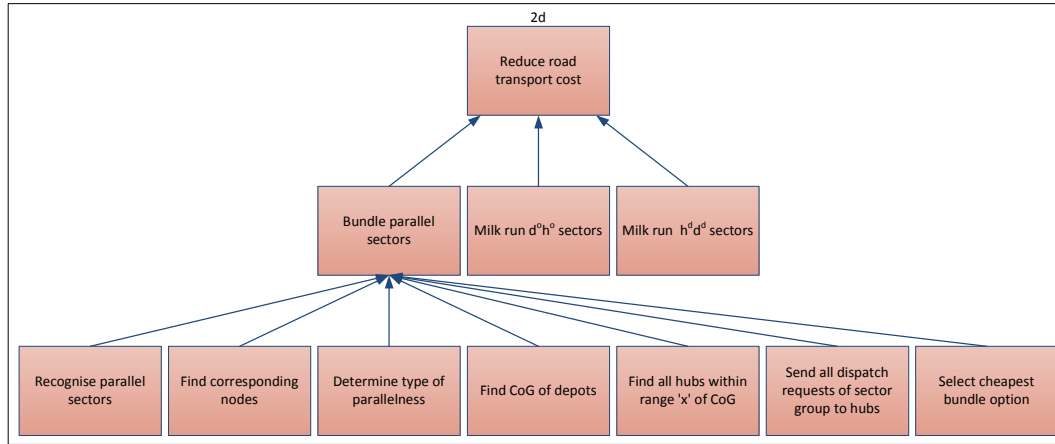 2d
Reduce road
transport cost
Bundle parallel
sectors
Milk run dᵒhᵒ sectors
Milk run hᵈdᵈ sectors
Recognise parallel
sectors
Find corresponding
nodes
Determine type of
parallelness
Find CoG of depots
Find all hubs within
range 'x' of CoG
Send all dispatch
requests of sector
group to hubs
Select cheapest
bundle option